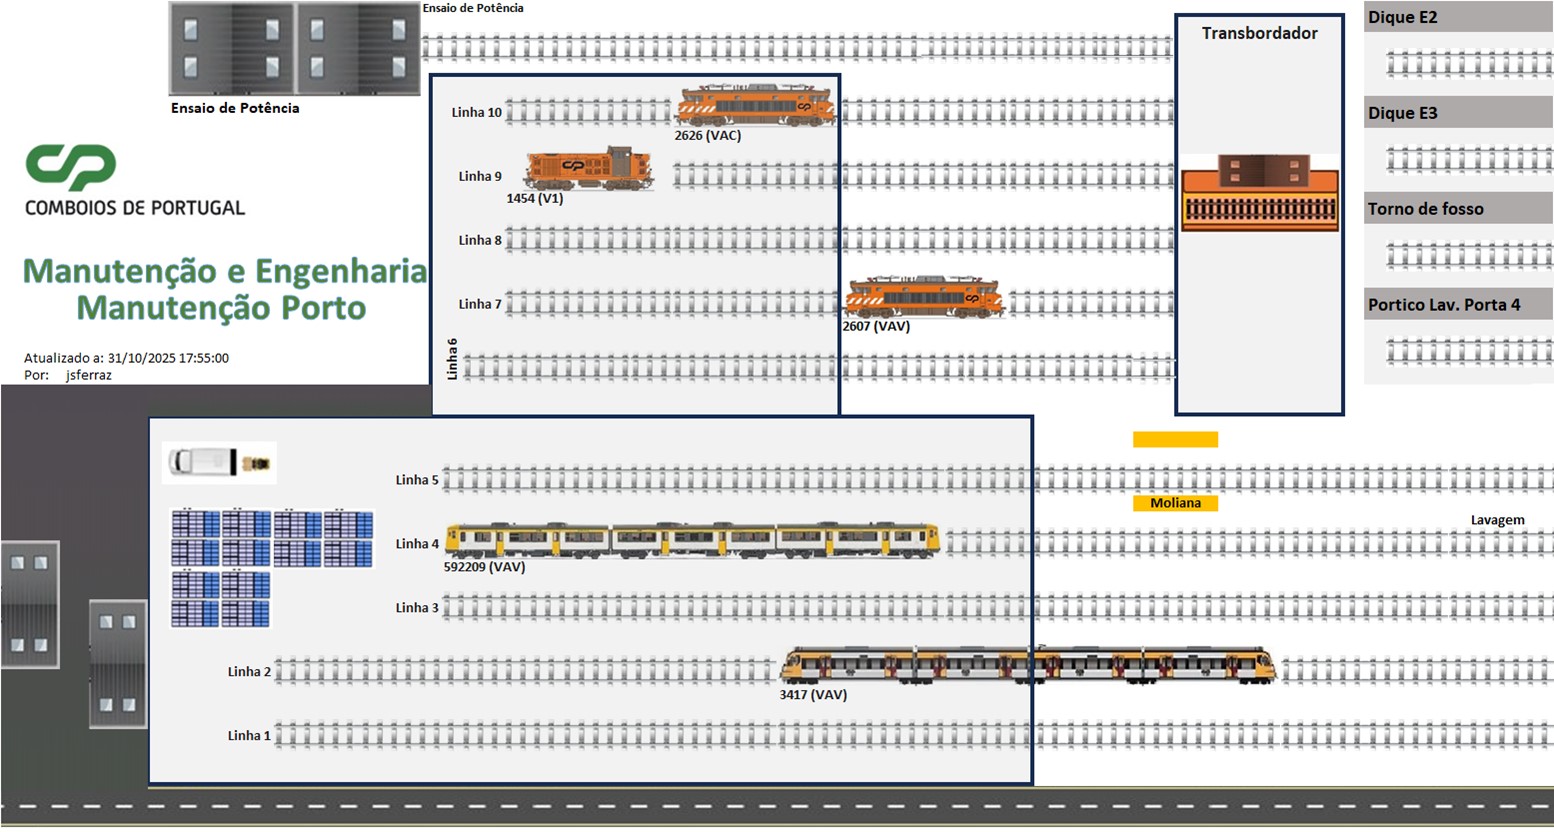 Ensaio de Potência
Ensaio de Potência
CP
COMBOIOS DE PORTUGAL
Manutenção e Engenharia
Manutenção Porto
Atualizado a: 31/10/2025 17:55:00
Por: jsferraz
Linha 10
2626 (VAC)
Linha 9
1454 (V1)
Linha 8
Linha 7
2607 (VAV)
Linha 6
Transbordador
Dique E2
Dique E3
Torno de fosso
Portico Lav. Porta 4
Linha 5
Moliana
Lavagem
Linha 4
592209 (VAV)
Linha 3
Linha 2
3417 (VAV)
Linha 1